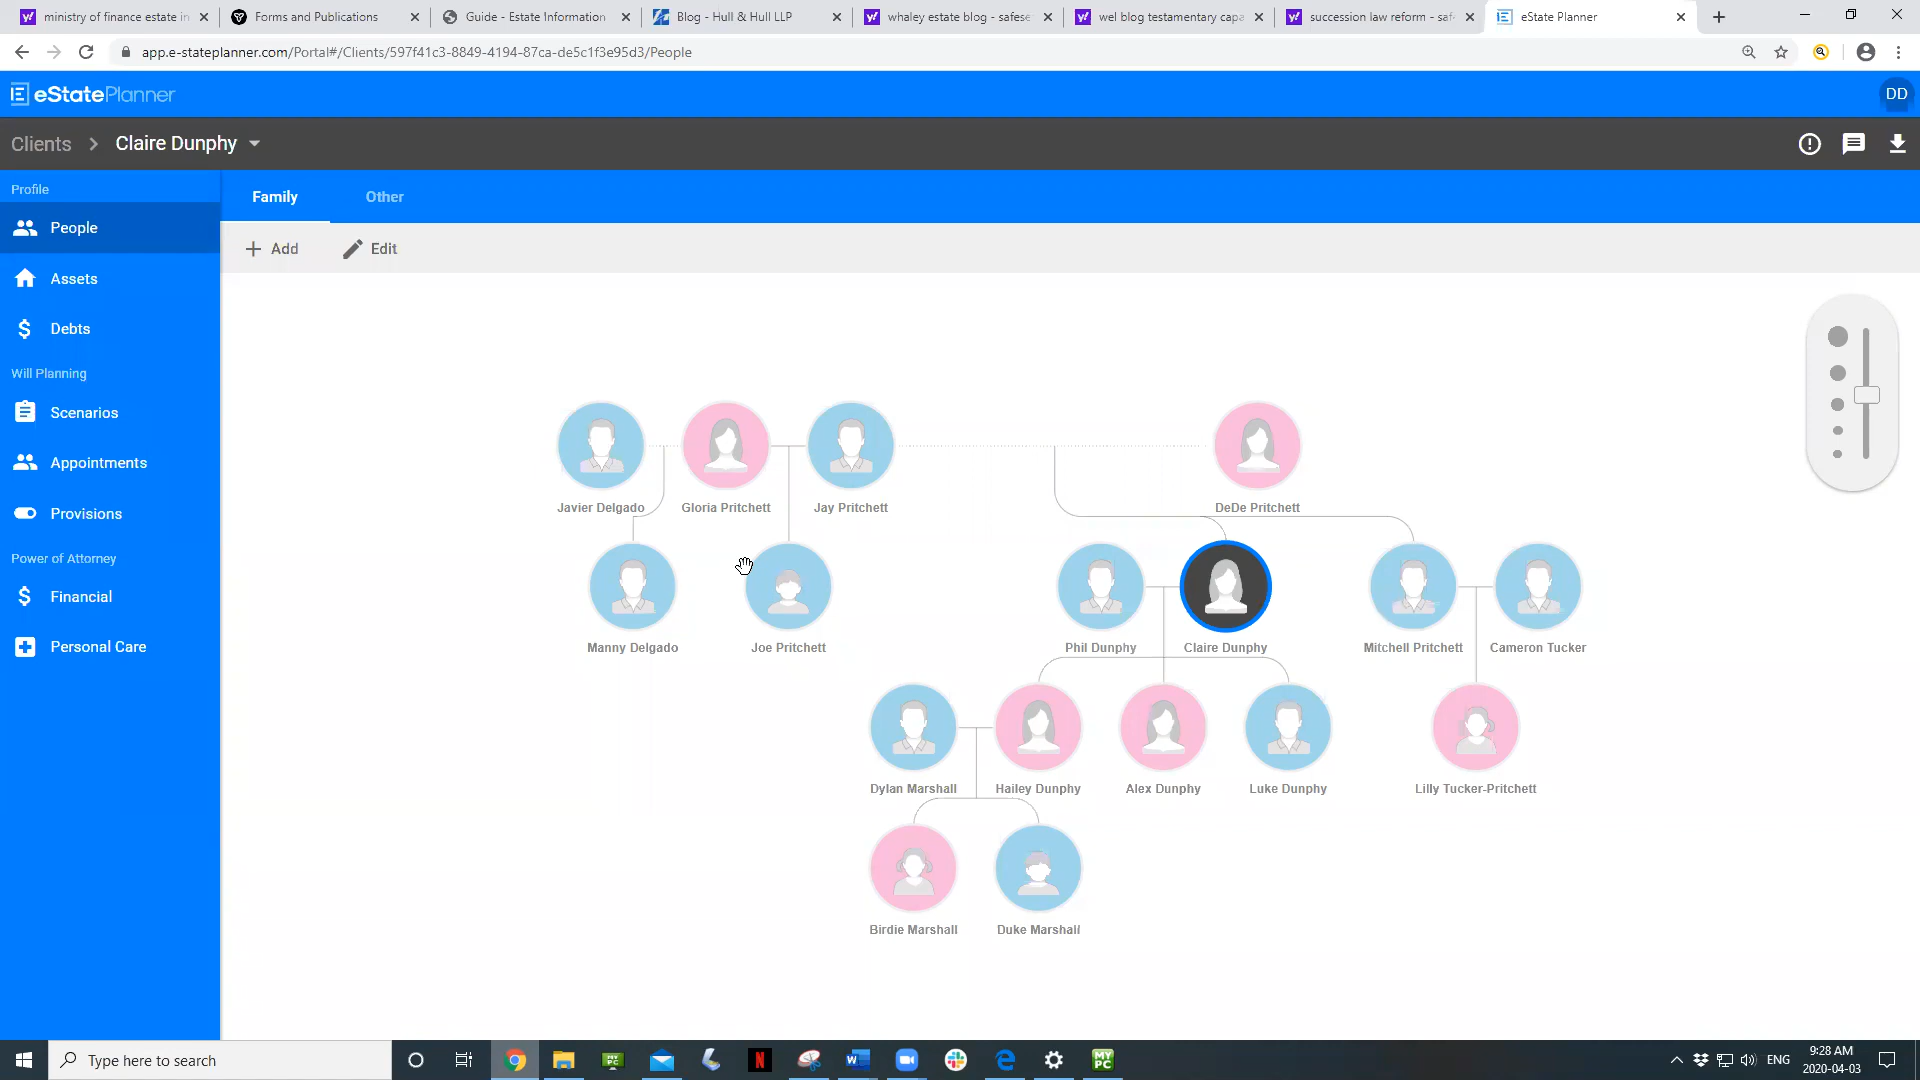 ministry of finance estate in
Forms and Publications
Guide - Estate Information
Blog - Hull & Hull LLP
whaley estate blog - safese
wel blog testamentary capa
succession law reform - saf
eState Planner
app.e-stateplanner.com/Portal#/Clients/597f41c3-8849-4194-87ca-de5c1f3e95d3/People
eStatePlanner
DD
Clients
Claire Dunphy
Profile
People
Assets
Debts
Will Planning
Scenarios
Appointments
Provisions
Power of Attorney
Financial
Personal Care
Family
Other
Add
Edit
Javier Delgado
Gloria Pritchett
Jay Pritchett
DeDe Pritchett
Manny Delgado
Joe Pritchett
Phil Dunphy
Claire Dunphy
Mitchell Pritchett
Cameron Tucker
Dylan Marshall
Hailey Dunphy
Alex Dunphy
Luke Dunphy
Lilly Tucker-Pritchett
Birdie Marshall
Duke Marshall
Type here to search
ENG
9:28 AM
2020-04-03